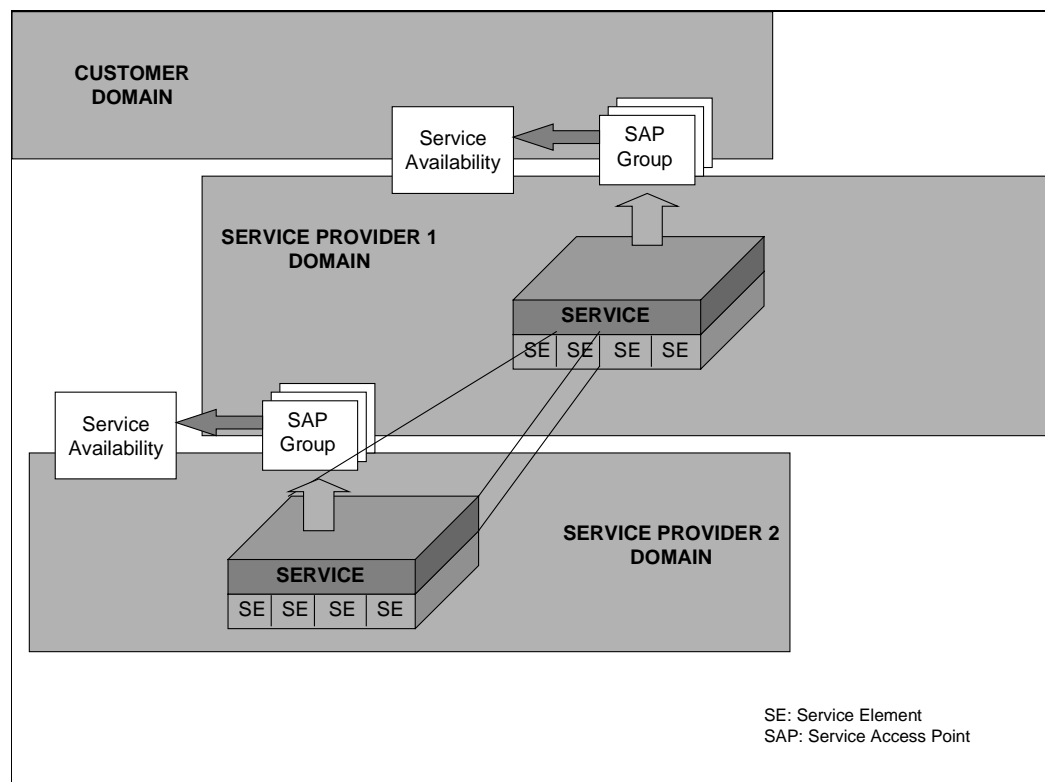 CUSTOMER
DOMAIN
Service
Availability
SAP
Group
SERVICE PROVIDER 1
DOMAIN
SERVICE
SE SE SE SE
Service
Availability
SAP
Group
SERVICE PROVIDER 2
DOMAIN
SERVICE
SE SE SE SE
SE: Service Element
SAP: Service Access Point